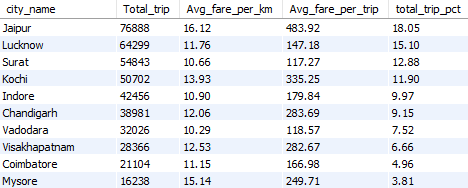 city_name Total_trip Avg_fare_per_km Avg_fare_per_trip total_trip_pct
Jaipur 76888 16.12 483.92 18.05
Lucknow 64299 11.76 147.18 15.10
Surat 54843 10.66 117.27 12.88
Kochi 50702 13.93 335.25 11.90
Indore 42456 10.90 179.84 9.97
Chandigarh 38981 12.06 283.69 9.15
Vadodara 32026 10.29 118.57 7.52
Visakhapatnam 28366 12.53 282.67 6.66
Coimbatore 21104 11.15 166.98 4.96
Mysore 16238 15.14 249.71 3.81